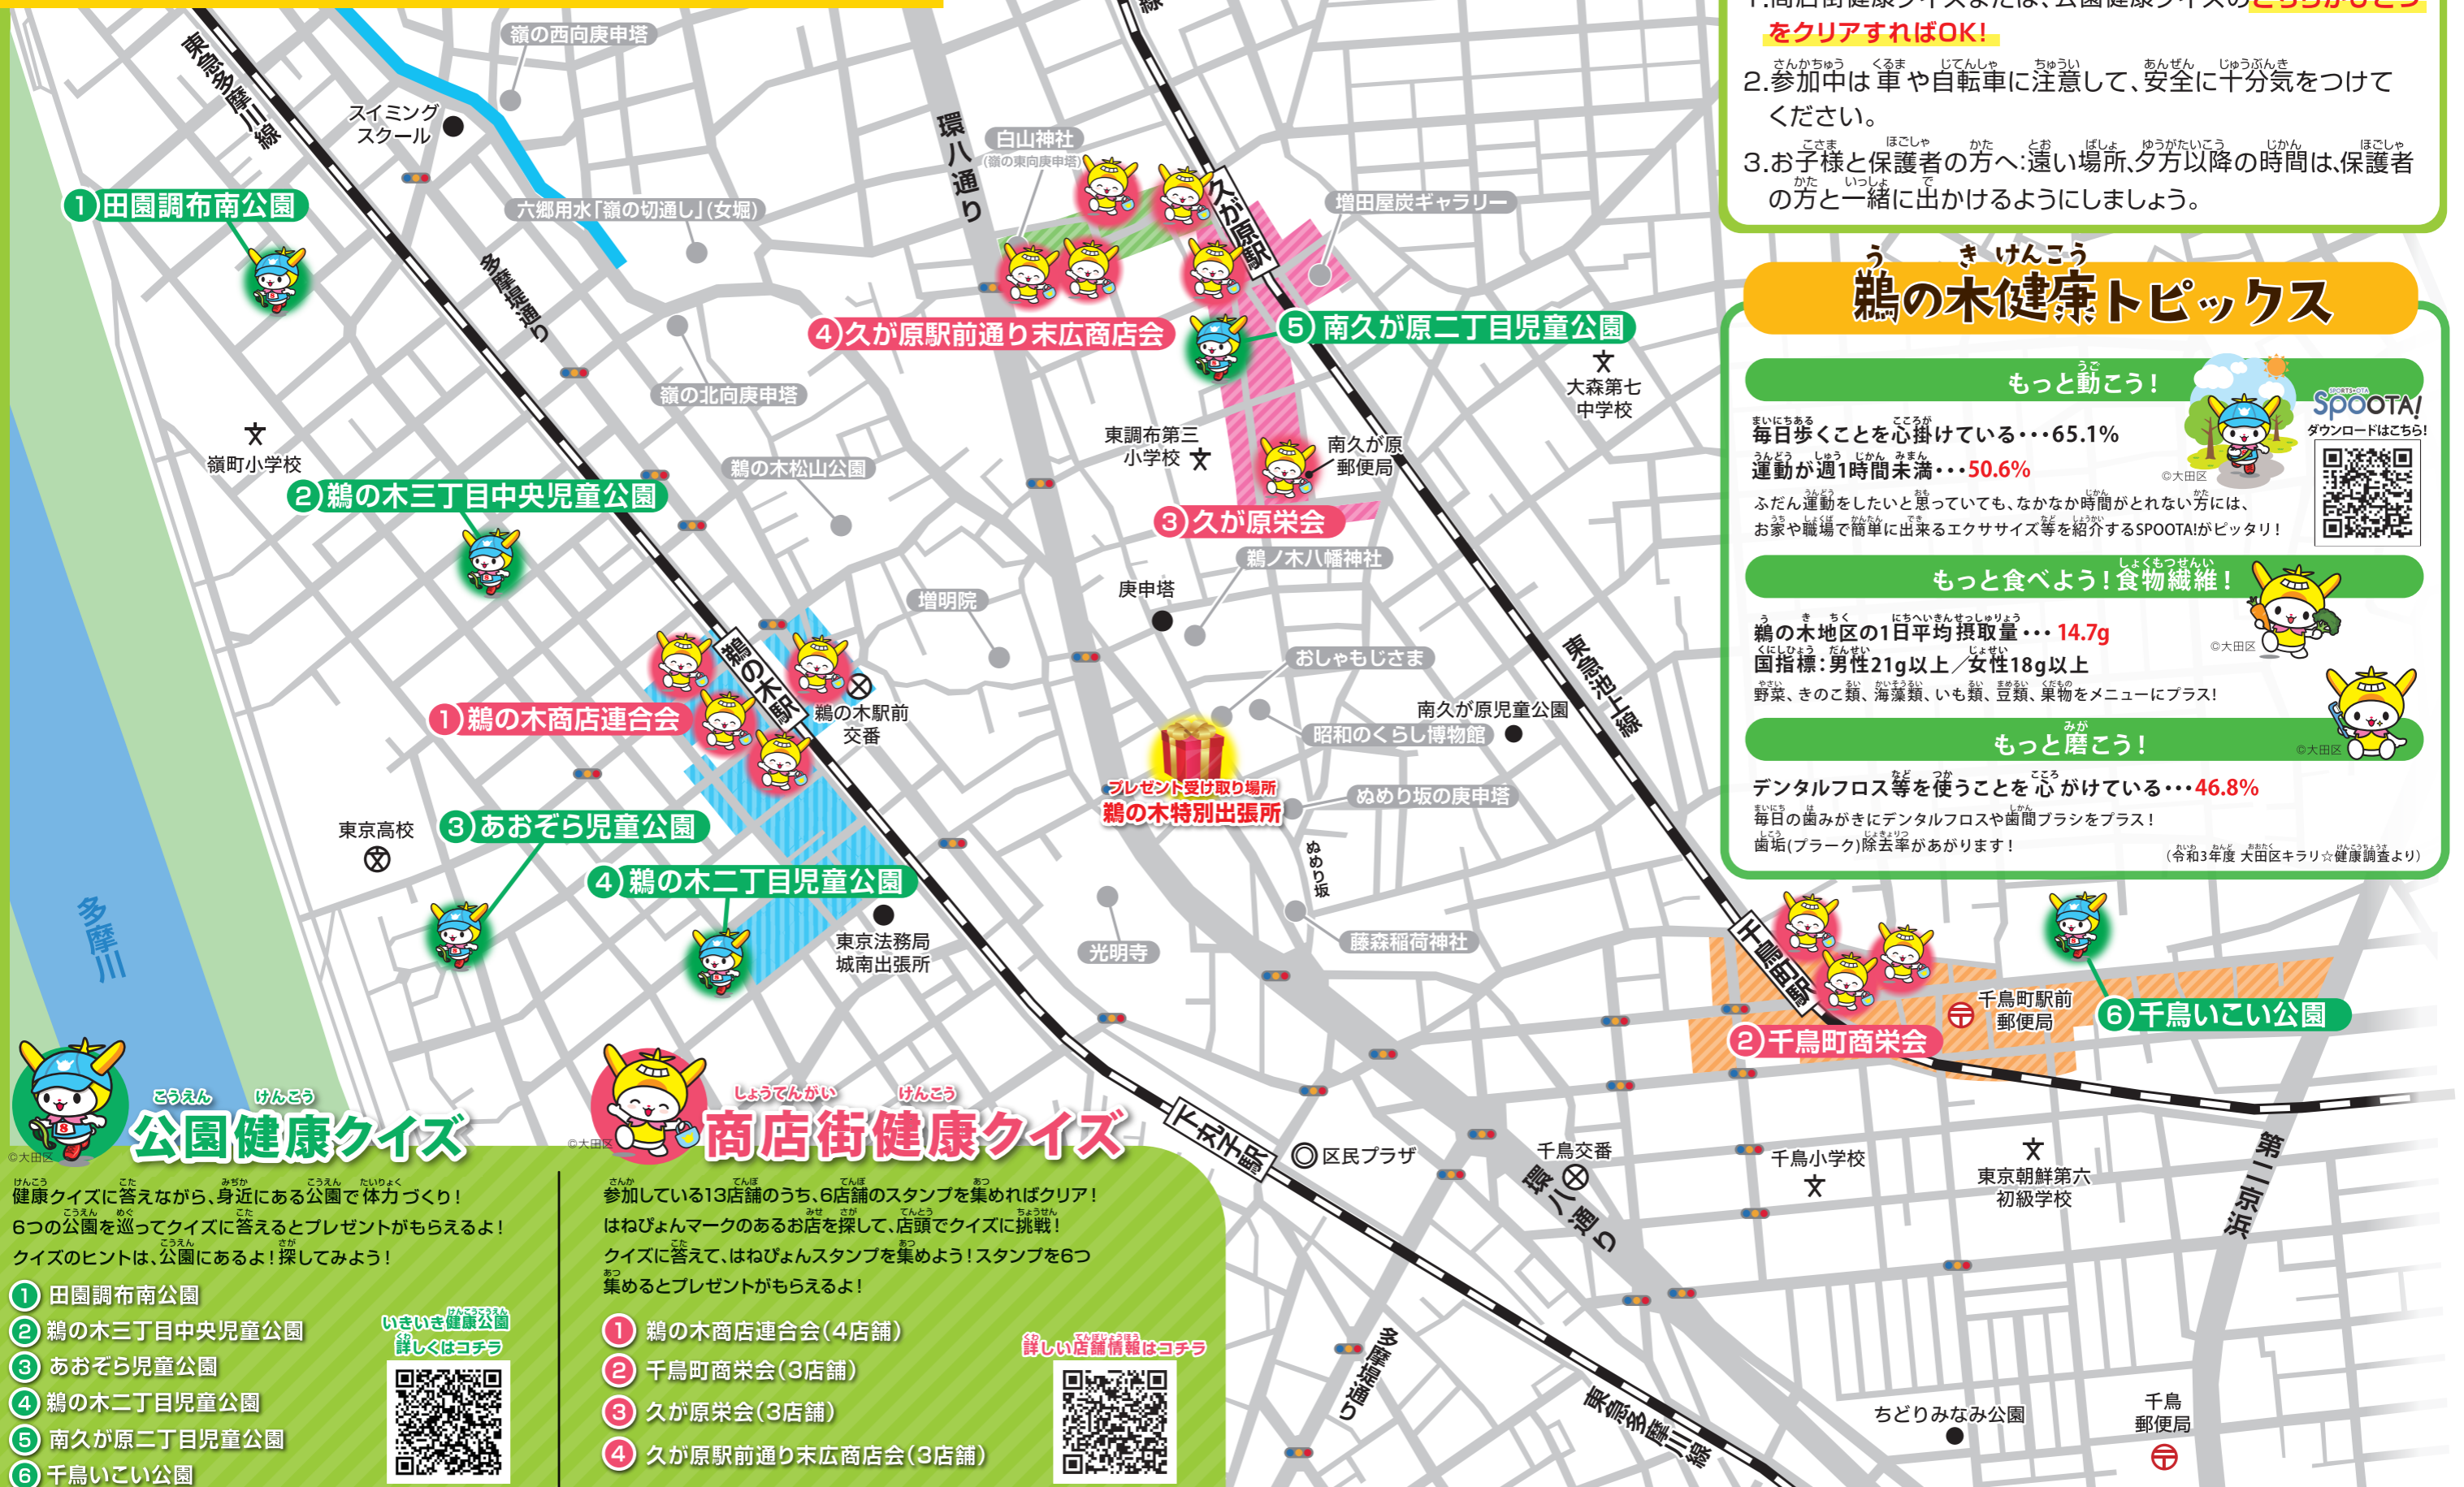 1.商店街健康クイズまたは、公園健康クイズのどちらかひとつ
をクリアすればOK!
2.参加中は車や自転車に注意して、安全に十分気をつけて
ください。
3.お子様と保護者の方へ:遠い場所、夕方以降の時間は、保護者
の方と一緒に出かけるようにしましょう。
鵜の木健康トピックス
もっと動こう!
毎日歩くことを心掛けている・・・65.1%
運動が週1時間未満・・・50.6%
ふだん運動をしたいと思っていても、なかなか時間がとれない方には、
お家や職場で簡単に出来るエクササイズ等を紹介するSPOOTA!がピッタリ!
©大田区
SPORTS・OTA
SPOOTA!
ダウンロードはこちら!
もっと食べよう!食物繊維!
鵜の木地区の1日平均摂取量・・・14.7g
国指標:男性21g以上/女性18g以上
野菜、きのこ類、海藻類、いも類、豆類、果物をメニューにプラス!
©大田区
もっと磨こう!
©大田区
デンタルフロス等を使うことを心がけている・・・46.8%
毎日の歯みがきにデンタルフロスや歯間ブラシをプラス!
歯垢(プラーク)除去率があがります!
(令和3年度 大田区キラリ☆健康調査より)
嶺の西向庚申塔
東急多摩川線
スイミング
スクール
環八通り
白山神社
(嶺の東向庚申塔)
線
①田園調布南公園
六郷用水「嶺の切通し」(女堀)
久が原駅
増田屋炭ギャラリー
多摩堤通り
④久が原駅前通り末広商店会
⑤南久が原二丁目児童公園
大森第七
中学校
嶺の北向庚申塔
嶺町小学校
東調布第三
小学校
南久が原
郵便局
鵜の木松山公園
②鵜の木三丁目中央児童公園
③久が原栄会
鵜ノ木八幡神社
庚申塔
増明院
おしゃもじさま
東急池上線
鵜の木駅
①鵜の木商店連合会
鵜の木駅前
交番
南久が原児童公園
昭和のくらし博物館
プレゼント受け取り場所
鵜の木特別出張所
ぬめり坂の庚申塔
東京高校
③あおぞら児童公園
ぬめり坂
④鵜の木二丁目児童公園
多摩川
東京法務局
城南出張所
光明寺
藤森稲荷神社
千鳥町駅
千鳥町駅前
郵便局
⑥千鳥いこい公園
②千鳥町商栄会
下丸子駅
区民プラザ
千鳥交番
環八通り
千鳥小学校
東京朝鮮第六
初級学校
第二京浜
多摩堤通り
東急多摩川線
ちどりみなみ公園
千鳥
郵便局
©大田区
公園健康クイズ
健康クイズに答えながら、身近にある公園で体力づくり!
6つの公園を巡ってクイズに答えるとプレゼントがもらえるよ!
クイズのヒントは、公園にあるよ!探してみよう!
①田園調布南公園
②鵜の木三丁目中央児童公園
③あおぞら児童公園
④鵜の木二丁目児童公園
⑤南久が原二丁目児童公園
⑥千鳥いこい公園
いきいき健康公園
詳しくはコチラ
©大田区
商店街健康クイズ
参加している13店舗のうち、6店舗のスタンプを集めればクリア!
はねぴょんマークのあるお店を探して、店頭でクイズに挑戦!
クイズに答えて、はねぴょんスタンプを集めよう!スタンプを6つ
集めるとプレゼントがもらえるよ!
①鵜の木商店連合会(4店舗)
②千鳥町商栄会(3店舗)
③久が原栄会(3店舗)
④久が原駅前通り末広商店会(3店舗)
詳しい店舗情報はコチラ